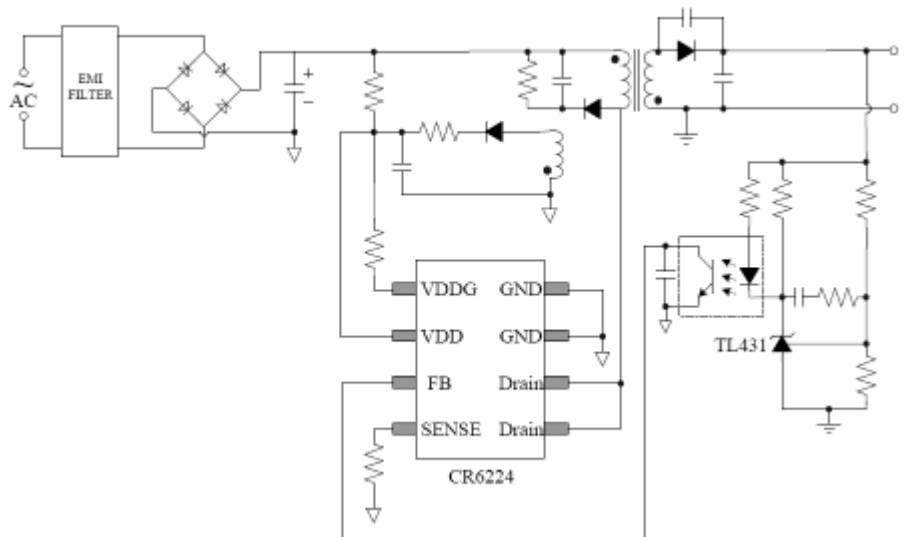 EMI
FILTER
~
AC
+
−
VDDG
GND
VDD
GND
FB
Drain
SENSE
Drain
CR6224
TL431